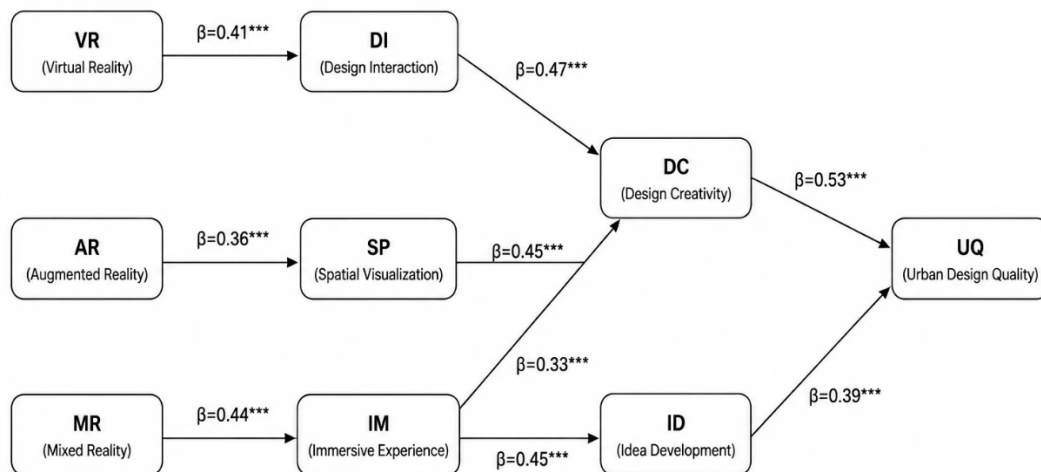 VR
(Virtual Reality)
β=0.41***
DI
(Design Interaction)
β=0.47***
DC
(Design Creativity)
β=0.53***
AR
(Augmented Reality)
β=0.36***
SP
(Spatial Visualization)
β=0.45***
UQ
(Urban Design Quality)
β=0.33***
MR
(Mixed Reality)
β=0.44***
IM
(Immersive Experience)
β=0.45***
ID
(Idea Development)
β=0.39***